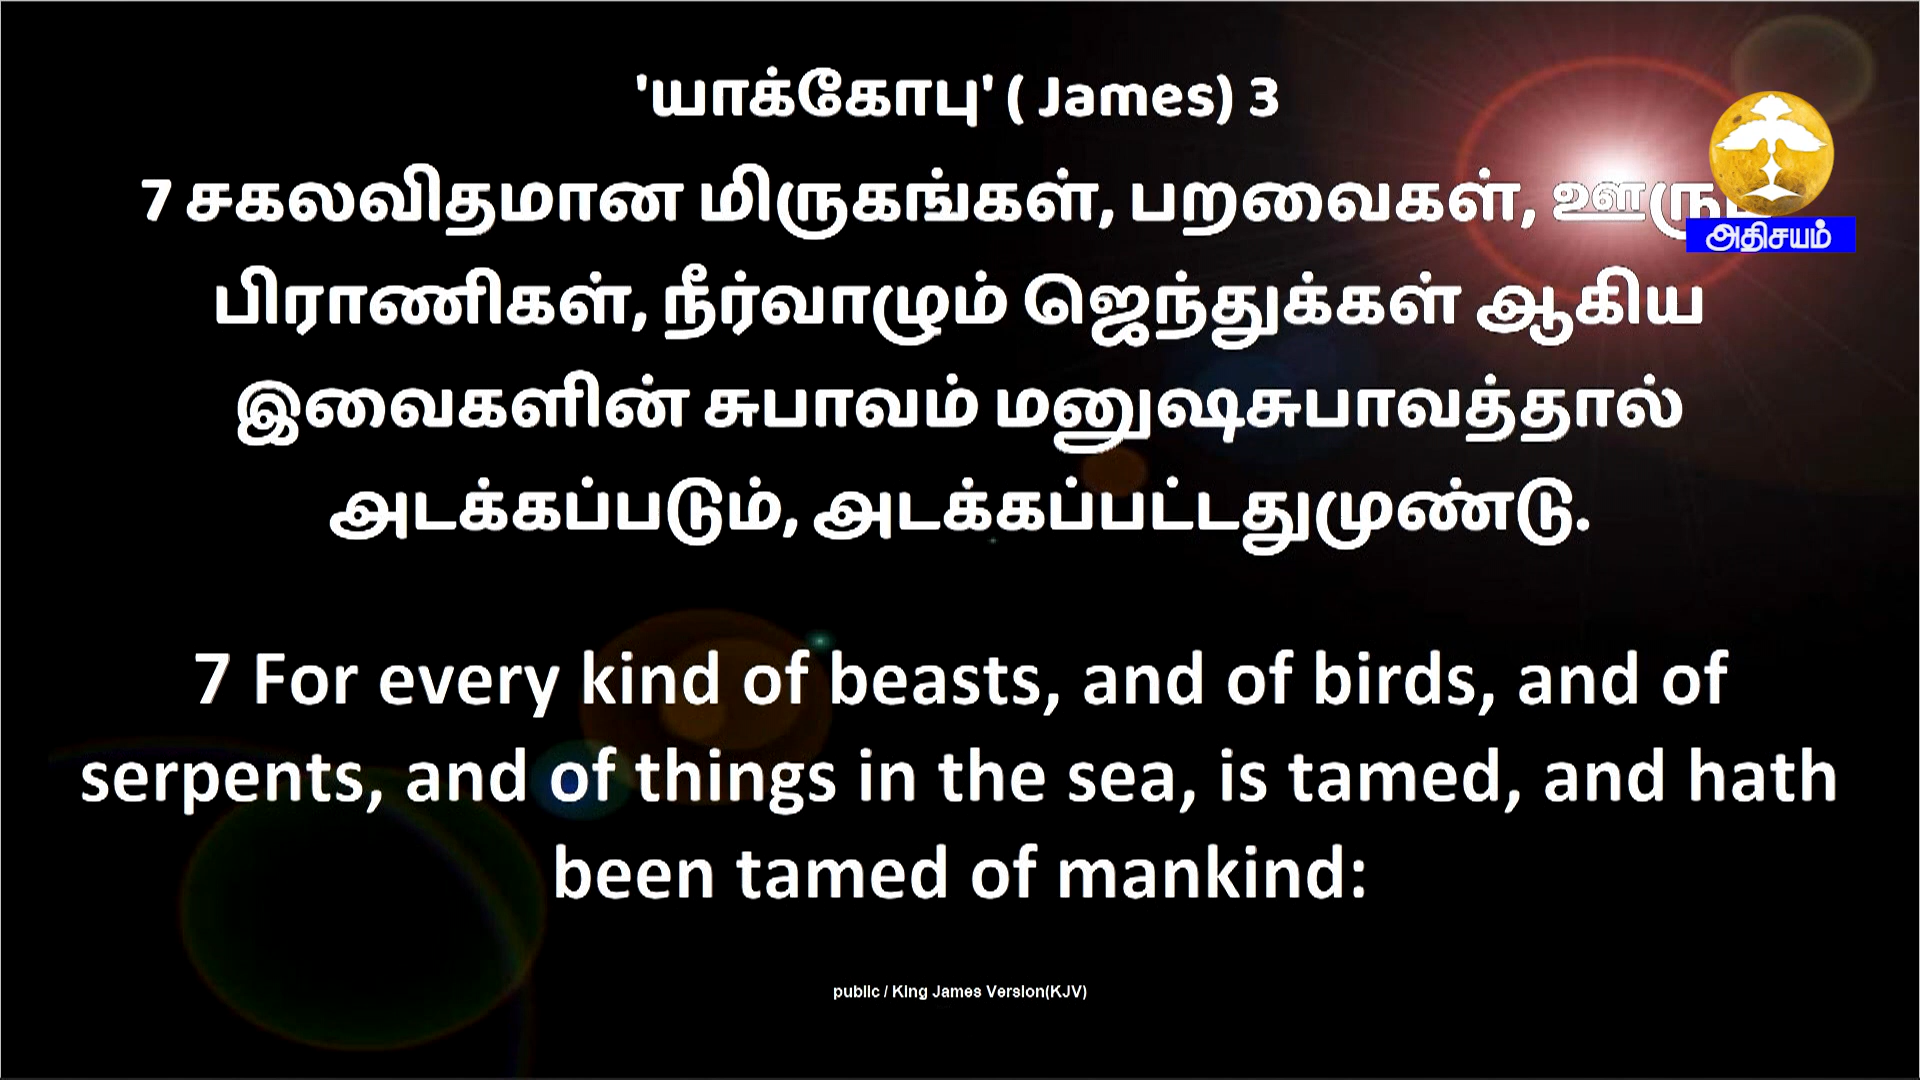 'யாக்கோபு' ( James) 3
7 சகலவிதமான மிருகங்கள், பறவைகள், ஊரும்
அதிசயம்
பிராணிகள், நீர்வாழும் ஜெந்துக்கள் ஆகிய
இவைகளின் சுபாவம் மனுஷசுபாவத்தால்
அடக்கப்படும், அடக்கப்பட்டதுமுண்டு.
7 For every kind of beasts, and of birds, and of
serpents, and of things in the sea, is tamed, and hath
been tamed of mankind:
public / King James Version(KJV)